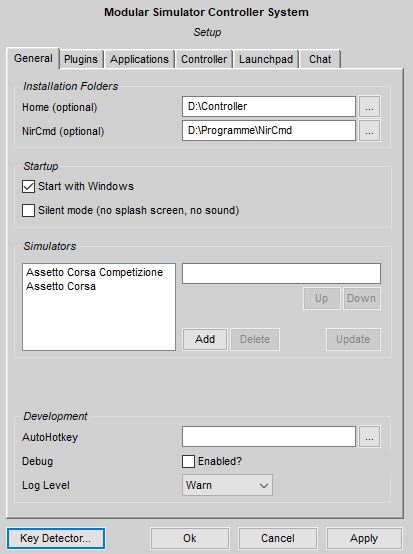 Modular Simulator Controller System
Setup
General Plugins Applications Controller Launchpad Chat
Installation Folders
Home (optional) D:\Controller ...
NirCmd (optional) D:\Programme\NirCmd ...
Startup
Start with Windows
Silent mode (no splash screen, no sound)
Simulators
Assetto Corsa Competizione
Assetto Corsa
Up Down
Add Delete Update
Development
AutoHotkey ...
Debug Enabled?
Log Level Warn
Key Detector... Ok Cancel Apply